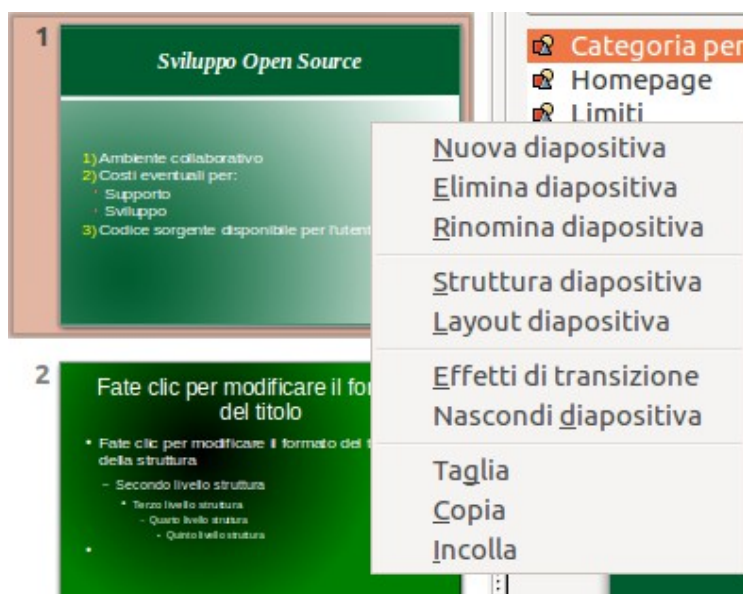 1
Sviluppo Open Source
1) Ambiente collaborativo
2) Costi eventuali per:
Supporto
Sviluppo
3) Codice sorgente disponibile per l'utent
2
Fate clic per modificare il for
del titolo
Fate clic per modificare il formato del t
della struttura
– Secondo livello struttura
Terzo livello struttura
– Quarto livello struttura
Quinto livello struttura
Categoria per
Homepage
Limiti
Nuova diapositiva
Elimina diapositiva
Rinomina diapositiva
Struttura diapositiva
Layout diapositiva
Effetti di transizione
Nascondi diapositiva
Taglia
Copia
Incolla